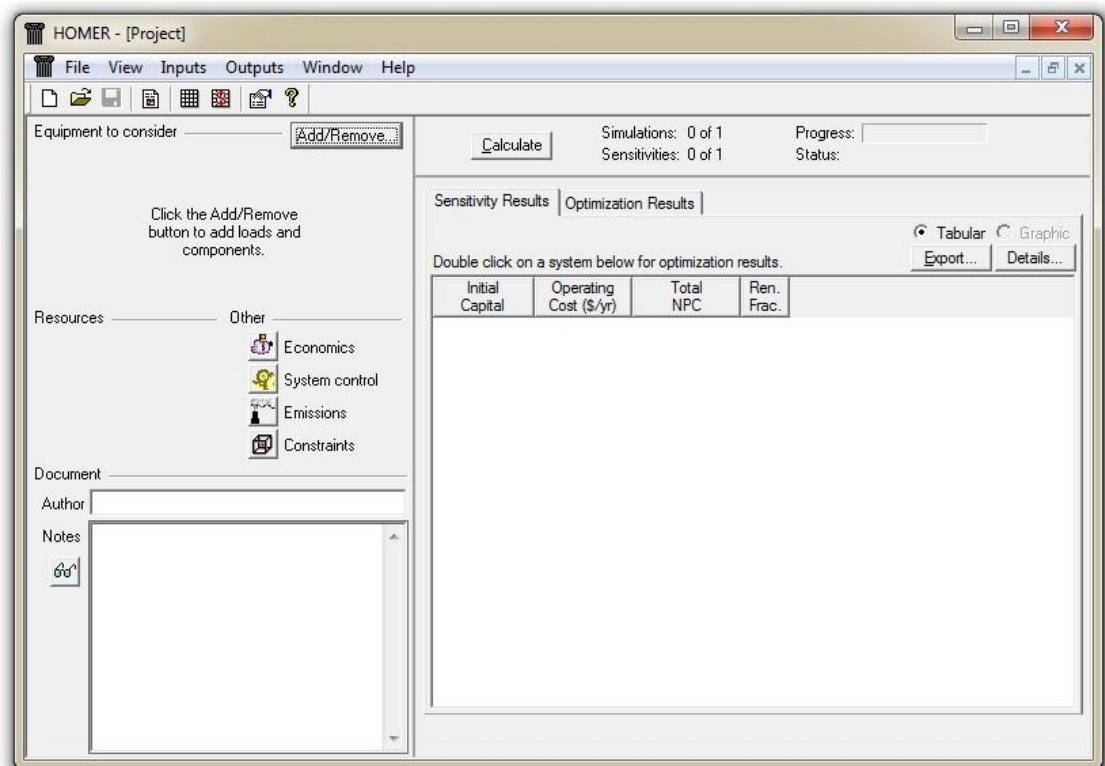 HOMER - [Project]
File View Inputs Outputs Window Help
Equipment to consider
Add/Remove...
Click the Add/Remove
button to add loads and
components.
Resources
Other
Economics
System control
Emissions
Constraints
Document
Author
Notes
Calculate
Simulations: 0 of 1
Sensitivities: 0 of 1
Progress:
Status:
Sensitivity Results
Optimization Results
Tabular
Graphic
Double click on a system below for optimization results.
Export...
Details...
Initial
Capital
Operating
Cost ($/yr)
Total
NPC
Ren.
Frac.